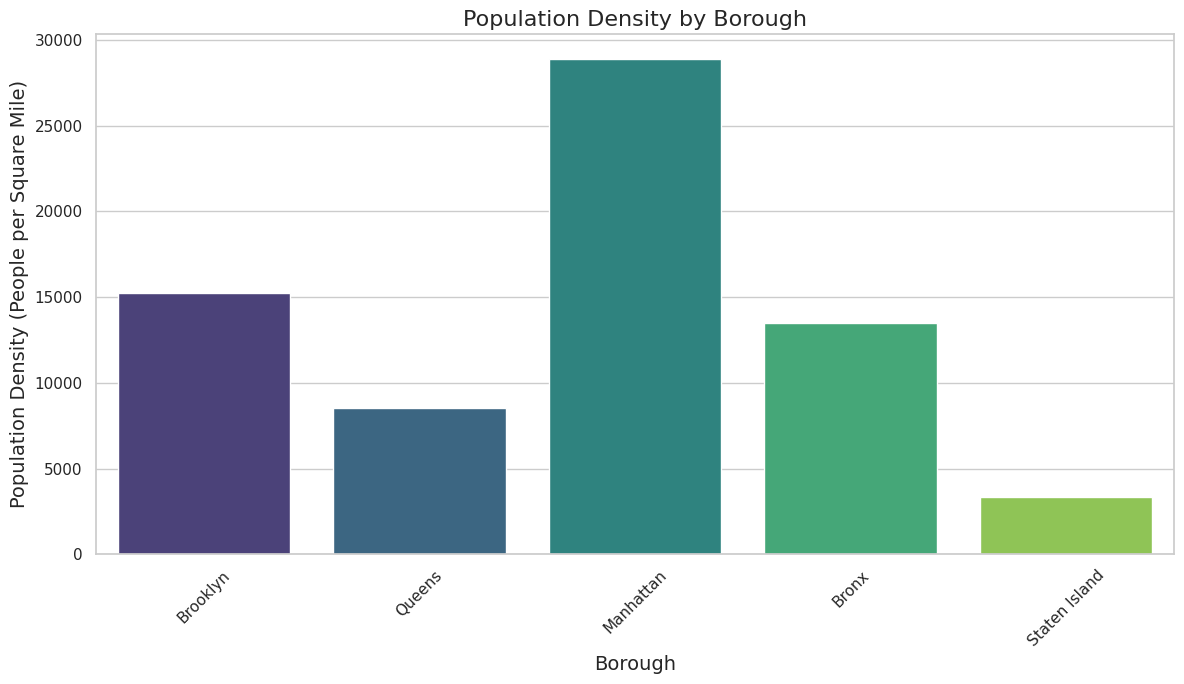 Population Density by Borough
Population Density (People per Square Mile)
30000
25000
20000
15000
10000
5000
0
Brooklyn
Queens
Manhattan
Bronx
Staten Island
Borough